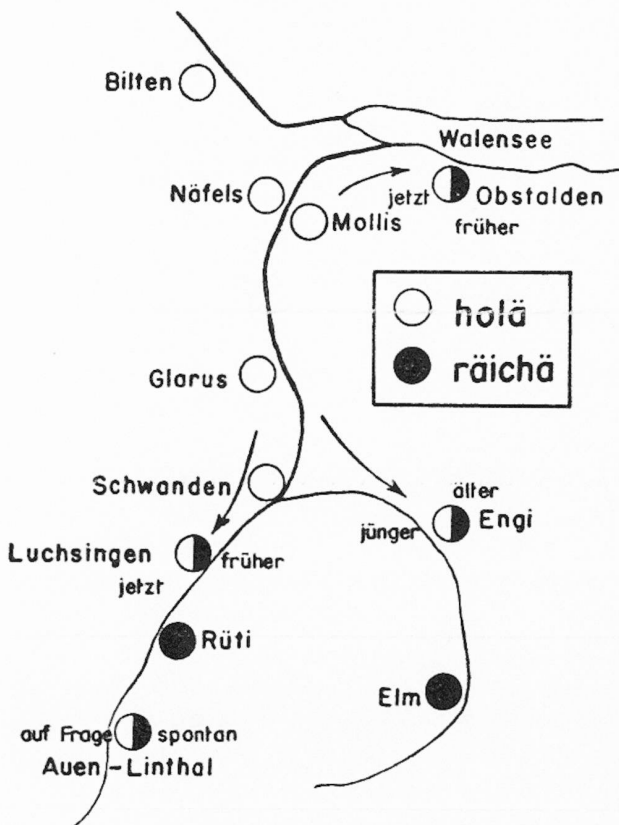 Bilten
Walensee
Näfels
jetzt Obstalden
Mollis
früher
holä
räichä
Glarus
Schwanden
älter
jünger Engi
Luchsingen früher
jetzt
Rüti
Elm
auf Frage spontan
Auen-Linthal